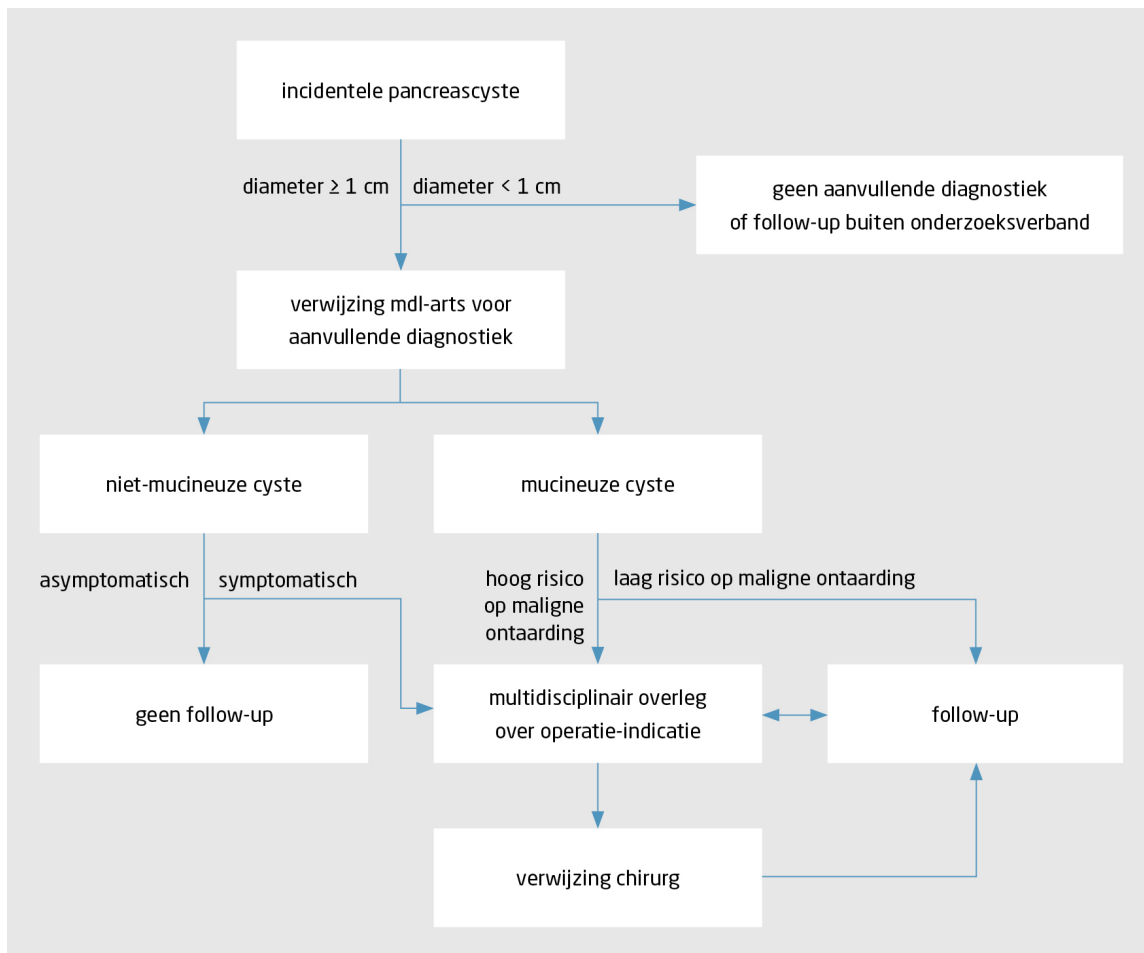 incidentele pancreascyste
diameter ≥ 1 cm
diameter < 1 cm
geen aanvullende diagnostiek
of follow-up buiten onderzoeksverband
verwijzing mdl-arts voor
aanvullende diagnostiek
niet-mucineuze cyste
mucineuze cyste
asymptomatisch
symptomatisch
hoog risico
op maligne
ontaarding
laag risico op maligne ontaarding
geen follow-up
multidisciplinair overleg
over operatie-indicatie
follow-up
verwijzing chirurg